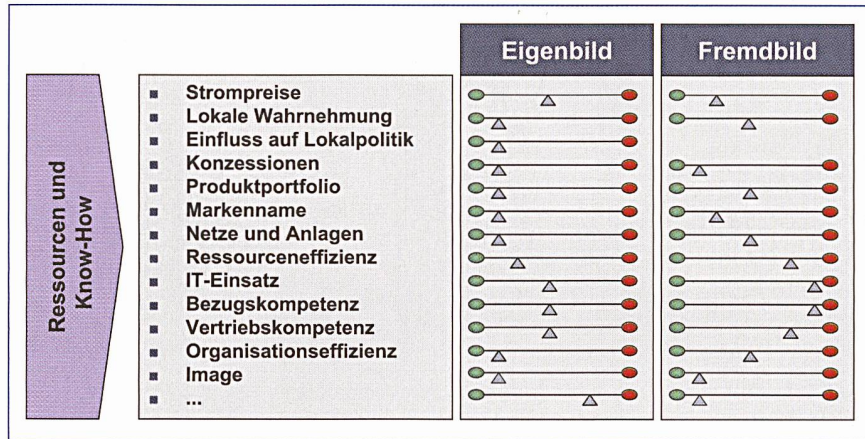 Eigenbild
Fremdbild
Ressourcen und
Know-How
Strompreise
Lokale Wahrnehmung
Einfluss auf Lokalpolitik
Konzessionen
Produktportfolio
Markenname
Netze und Anlagen
Ressourceneffizienz
IT-Einsatz
Bezugskompetenz
Vertriebskompetenz
Organisationseffizienz
Image
...